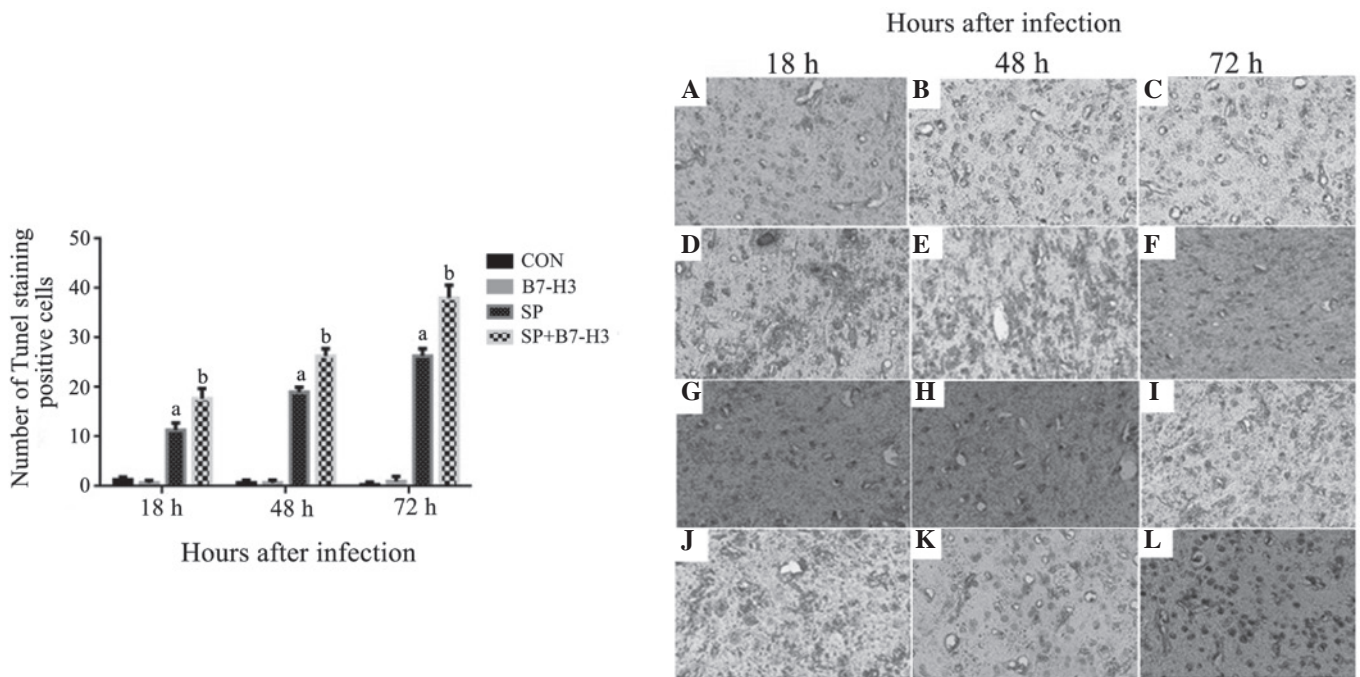 Number of Tunel staining
positive cells
50
40
30
20
10
0
a
b
a
b
a
b
18 h
48 h
72 h
Hours after infection
CON
B7-H3
SP
SP+B7-H3
Hours after infection
18 h
48 h
72 h
A
B
C
D
E
F
G
H
I
J
K
L